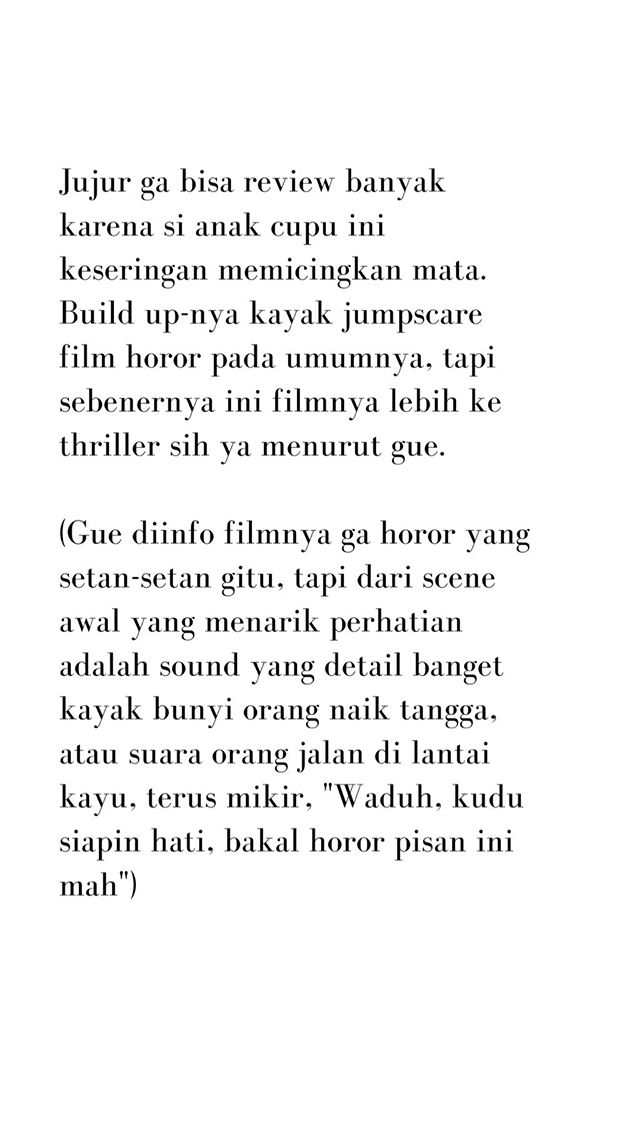 Jujur ga bisa review banyak
karena si anak cupu ini
keseringan memicingkan mata.
Build up-nya kayak jumpscare
film horor pada umumnya, tapi
sebenernya ini filmnya lebih ke
thriller sih ya menurut gue.
(Gue diinfo filmnya ga horor yang
setan-setan gitu, tapi dari scene
awal yang menarik perhatian
adalah sound yang detail banget
kayak bunyi orang naik tangga,
atau suara orang jalan di lantai
kayu, terus mikir, "Waduh, kudu
siapin hati, bakal horor pisan ini
mah")